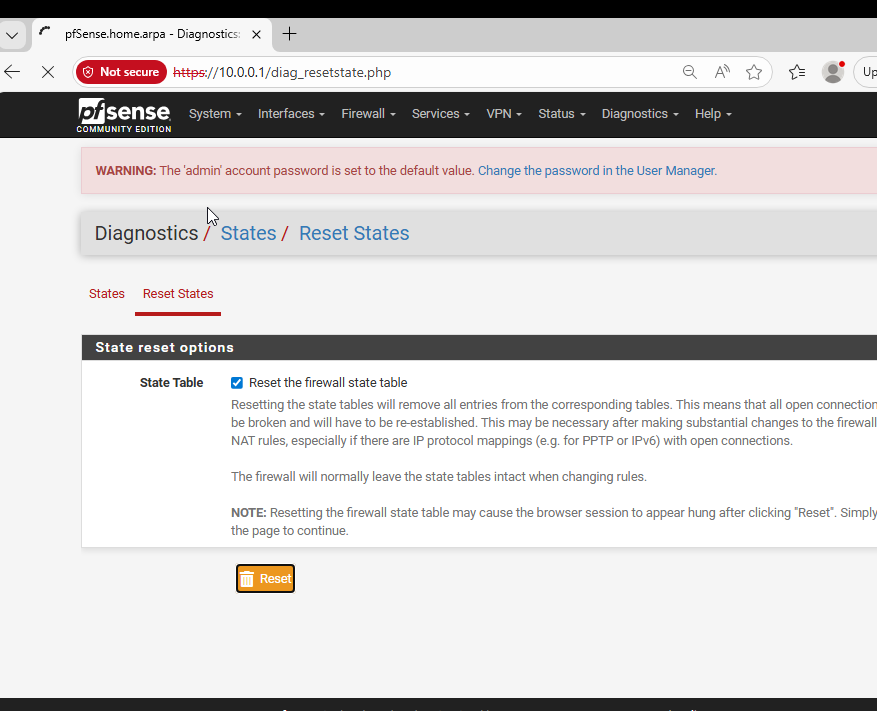 pfSense.home.arpa - Diagnostics:
Not secure
https://10.0.0.1/diag_resetstate.php
Up
pfsense
COMMUNITY EDITION
System
Interfaces
Firewall
Services
VPN
Status
Diagnostics
Help
WARNING: The 'admin' account password is set to the default value. Change the password in the User Manager.
Diagnostics / States / Reset States
States
Reset States
State reset options
State Table
Reset the firewall state table
Resetting the state tables will remove all entries from the corresponding tables. This means that all open connection
be broken and will have to be re-established. This may be necessary after making substantial changes to the firewall
NAT rules, especially if there are IP protocol mappings (e.g. for PPTP or IPv6) with open connections.
The firewall will normally leave the state tables intact when changing rules.
NOTE: Resetting the firewall state table may cause the browser session to appear hung after clicking "Reset". Simply
the page to continue.
Reset